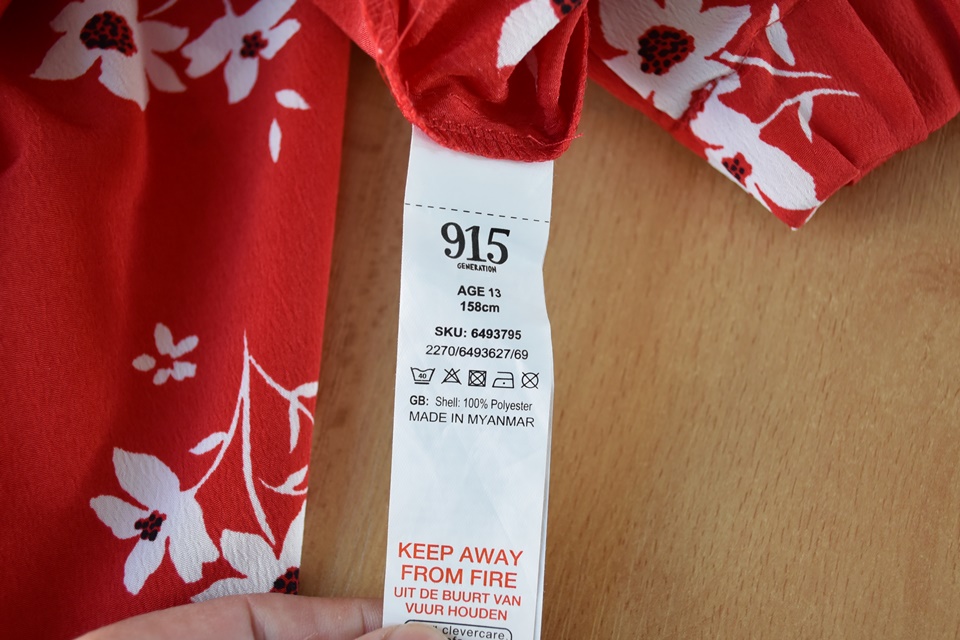 915
GENERATION
AGE 13
158cm
SKU: 6493795
2270/6493627/69
40
GB: Shell: 100% Polyester
MADE IN MYANMAR
KEEP AWAY
FROM FIRE
UIT DE BUURT VAN
VUUR HOUDEN
clevercare